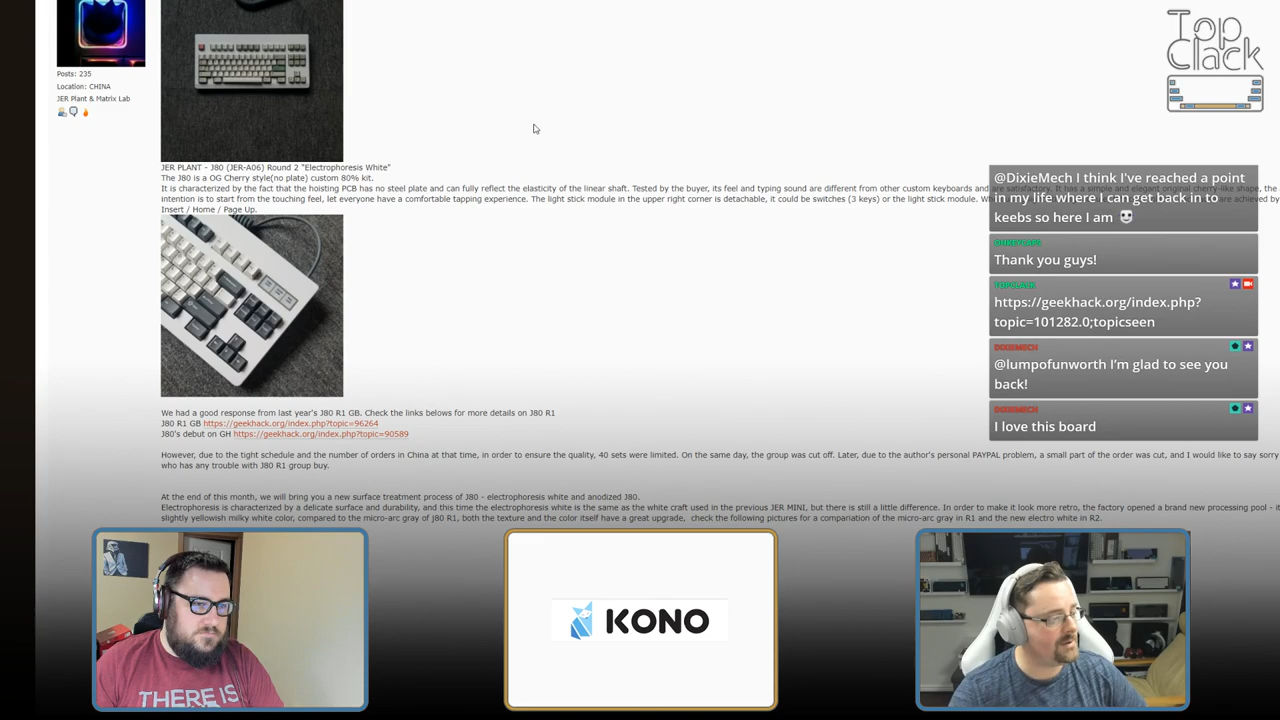 Top
Clack
Posts: 235
Location: CHINA
JER Plant & Matrix Lab
JER PLANT - J80 (JER-A06) Round 2 "Electrophoresis White"
The J80 is a OG Cherry style(no plate) custom 80% kit.
It is characterized by the fact that the hoisting PCB has no steel plate and can fully reflect the elasticity of the linear shaft. Tested by the buyer, its feel and typing sound are different from other custom keyboards and are satisfactory. It has a simple and elegant original cherry-like shape, the
intention is to start from the touching feel, let everyone have a comfortable tapping experience. The light stick module in the upper right corner is detachable, it could be switches (3 keys) or the light stick module. are achieved by
Insert / Home / Page Up.
@DixieMech I think I've reached a point
in my life where I can get back in to
keebs so here I am
ONKEYCAPS
Thank you guys!
TOPCLACK
https://geekhack.org/index.php?
topic=101282.0;topicseen
DIXIEMECH
@lumpofunworth I'm glad to see you
back!
DIXIEMECH
I love this board
We had a good response from last year's J80 R1 GB. Check the links belows for more details on J80 R1
J80 R1 GB https://geekhack.org/index.php?topic=96264
J80's debut on GH https://geekhack.org/index.php?topic=90589
However, due to the tight schedule and the number of orders in China at that time, in order to ensure the quality, 40 sets were limited. On the same day, the group was cut off. Later, due to the author's personal PAYPAL problem, a small part of the order was cut, and I would like to say sorry
who has any trouble with J80 R1 group buy.
At the end of this month, we will bring you a new surface treatment process of J80 - electrophoresis white and anodized J80.
Electrophoresis is characterized by a delicate surface and durability, and this time the electrophoresis white is the same as the white craft used in the previous JER MINI, but there is still a little difference. In order to make it look more retro, the factory opened a brand new processing pool - it
slightly yellowish milky white color, compared to the micro-arc gray of j80 R1, both the texture and the color itself have a great upgrade, check the following pictures for a compariation of the micro-arc gray in R1 and the new electro white in R2.
THERE IS
KONO